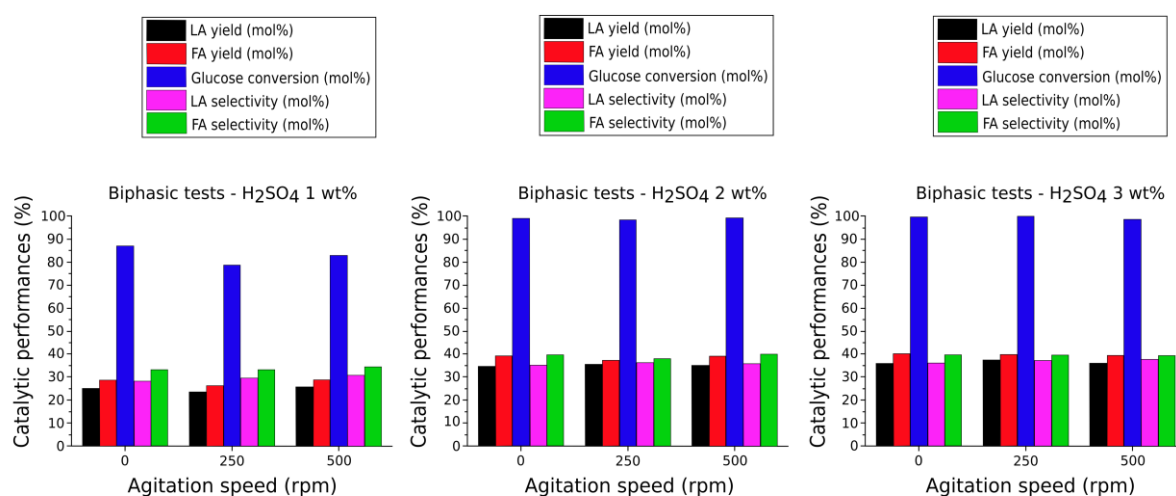 LA yield (mol%)
FA yield (mol%)
Glucose conversion (mol%)
LA selectivity (mol%)
FA selectivity (mol%)
Biphasic tests - H2SO4 1 wt%
Catalytic performances (%)
100
90
80
70
60
50
40
30
20
10
0
0 250 500
Agitation speed (rpm)
LA yield (mol%)
FA yield (mol%)
Glucose conversion (mol%)
LA selectivity (mol%)
FA selectivity (mol%)
Biphasic tests - H2SO4 2 wt%
Catalytic performances (%)
100
90
80
70
60
50
40
30
20
10
0
0 250 500
Agitation speed (rpm)
LA yield (mol%)
FA yield (mol%)
Glucose conversion (mol%)
LA selectivity (mol%)
FA selectivity (mol%)
Biphasic tests - H2SO4 3 wt%
Catalytic performances (%)
100
90
80
70
60
50
40
30
20
10
0
0 250 500
Agitation speed (rpm)